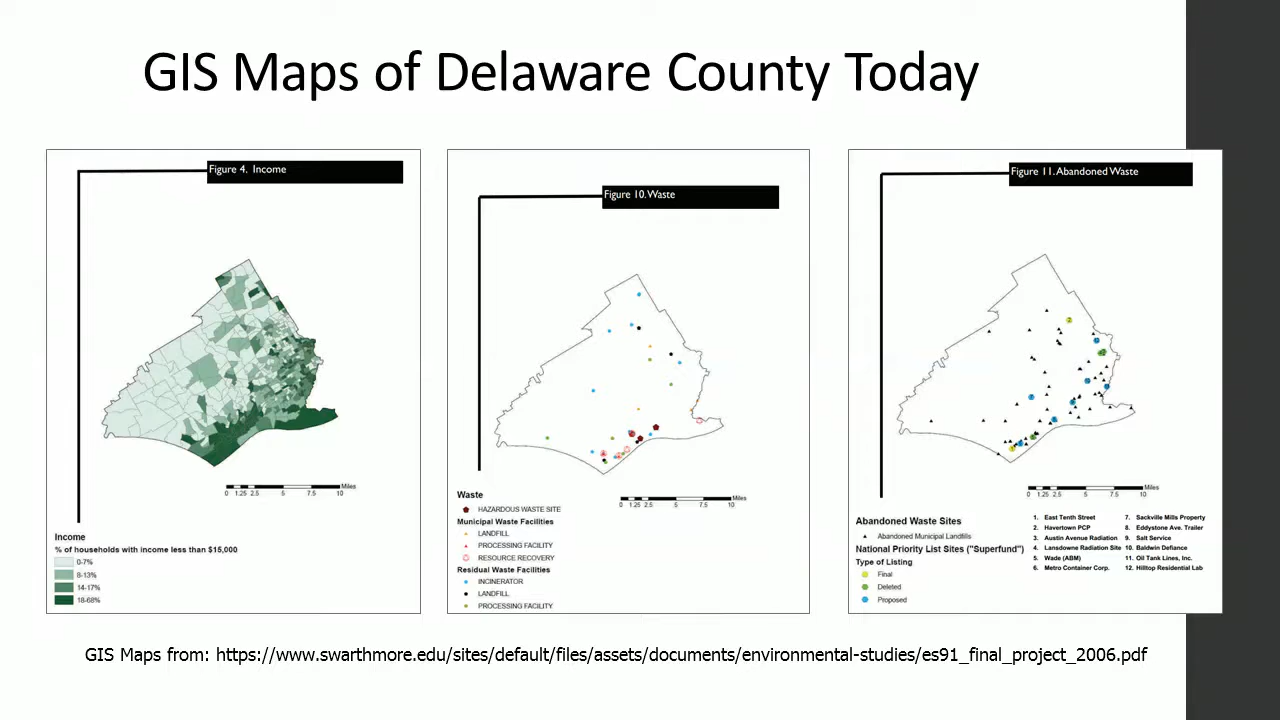 GIS Maps of Delaware County Today
Figure 4. Income
Miles
0 1.25 2.5 5 7.5 10
Income
% of households with income less than $15,000
0-7%
8-13%
14-17%
18-68%
Figure 10. Waste
Miles
0 1.25 2.5 5 7.5 10
Waste
HAZARDOUS WASTE SITE
Municipal Waste Facilities
LANDFILL
PROCESSING FACILITY
RESOURCE RECOVERY
Residual Waste Facilities
INCINERATOR
LANDFILL
PROCESSING FACILITY
Figure 11. Abandoned Waste
Miles
0 1.25 2.5 5 7.5 10
Abandoned Waste Sites
Abandoned Municipal Landfills
National Priority List Sites ("Superfund")
Type of Listing
Final
Deleted
Proposed
1. East Tenth Street
2. Havertown PCP
3. Austin Avenue Radiation
4. Lansdowne Radiation Site
5. Wade (ABM)
6. Metro Container Corp.
7. Sackville Mills Property
8. Eddystone Ave. Trailer
9. Salt Service
10. Baldwin Defiance
11. Oil Tank Lines, Inc.
12. Hilltop Residential Lab
GIS Maps from: https://www.swarthmore.edu/sites/default/files/assets/documents/environmental-studies/es91_final_project_2006.pdf